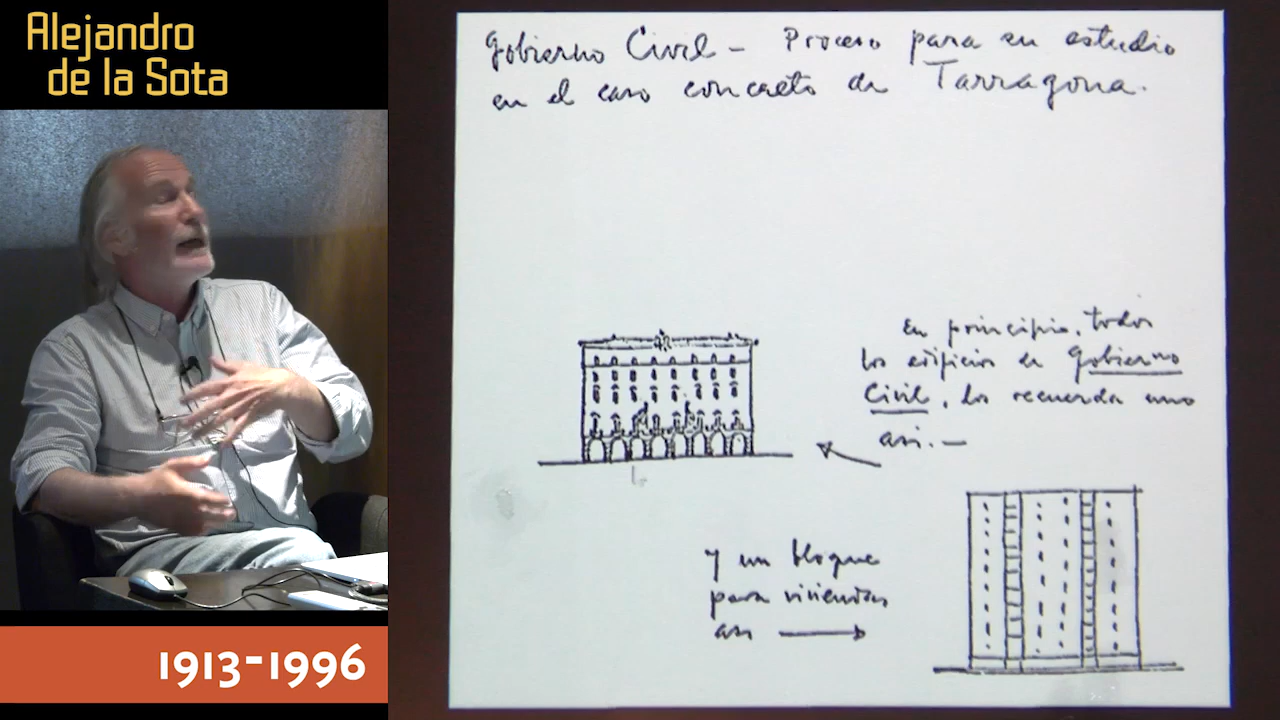 Alejandro
de la Sota
1913-1996
Gobierno Civil - Proceso para su estudio
en el caso concreto de Tarragona.
En principio, todos
los edificios de Gobierno
Civil, los recuerda uno
así.-
y un bloque
para viviendas
así